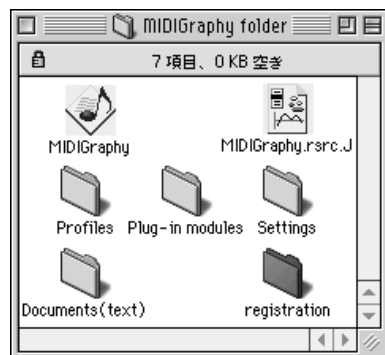 MIDIGraphy folder
7 項目、0 KB 空き
MIDIGraphy
MIDIGraphy.rsrc.J
Profiles
Plug-in modules
Settings
Documents(text)
registration